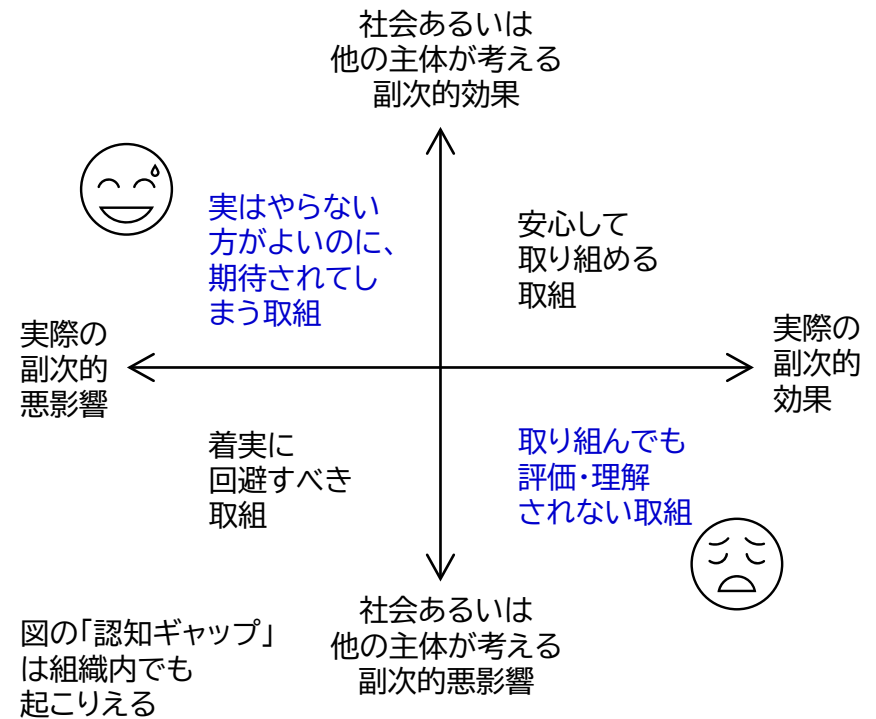 社会あるいは
他の主体が考える
副次的効果
実はやらない
方がよいのに、
期待されてし
まう取組
安心して
取り組める
取組
実際の
副次的
悪影響
実際の
副次的
効果
着実に
回避すべき
取組
取り組んでも
評価・理解
されない取組
社会あるいは
他の主体が考える
副次的悪影響
図の「認知ギャップ」
は組織内でも
起こりえる